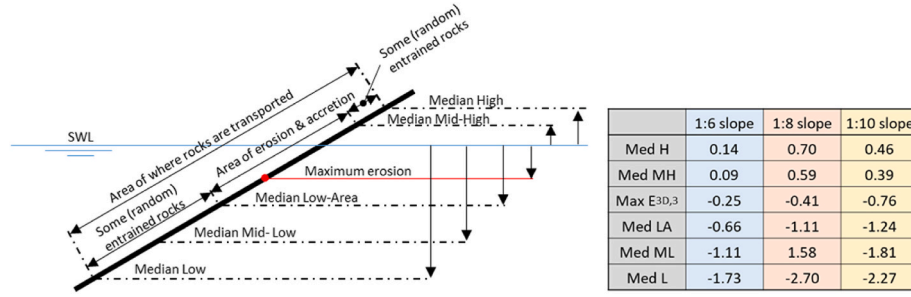 Some (random)
entrained rocks
Area of where rocks are transported
Area of erosion & accretion
Median High
Median Mid-High
SWL
Maximum erosion
Some (random)
entrained rocks
Median Low-Area
Median Mid- Low
Median Low
1:6 slope 1:8 slope 1:10 slope
Med H 0.14 0.70 0.46
Med MH 0.09 0.59 0.39
Max E3D,3 -0.25 -0.41 -0.76
Med LA -0.66 -1.11 -1.24
Med ML -1.11 1.58 -1.81
Med L -1.73 -2.70 -2.27